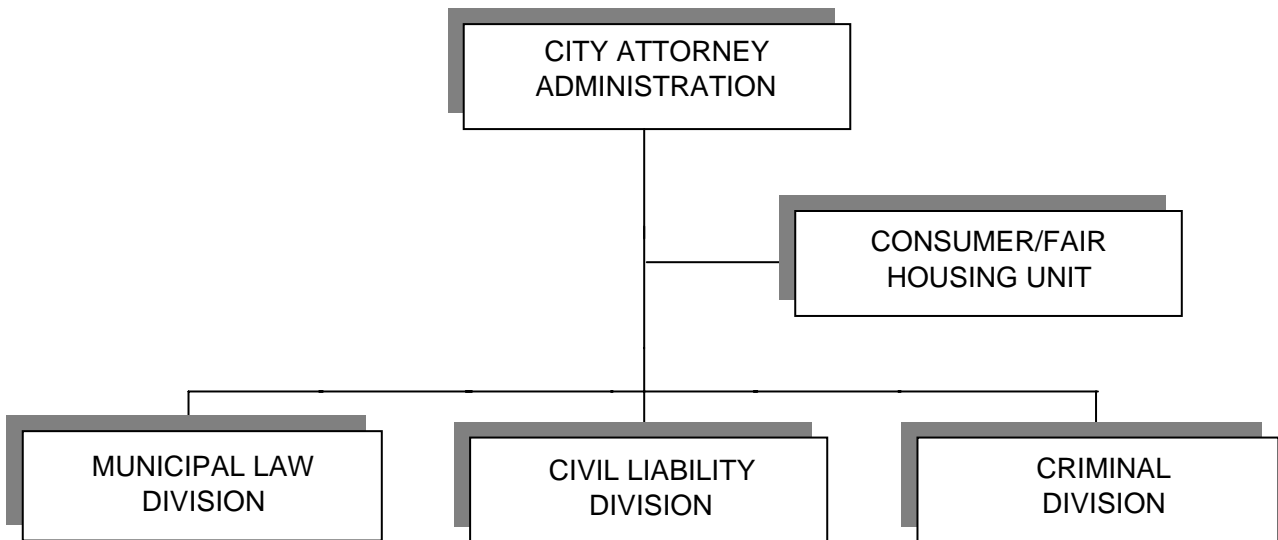 CITY ATTORNEY
ADMINISTRATION
CONSUMER/FAIR
HOUSING UNIT
MUNICIPAL LAW
DIVISION
CIVIL LIABILITY
DIVISION
CRIMINAL
DIVISION